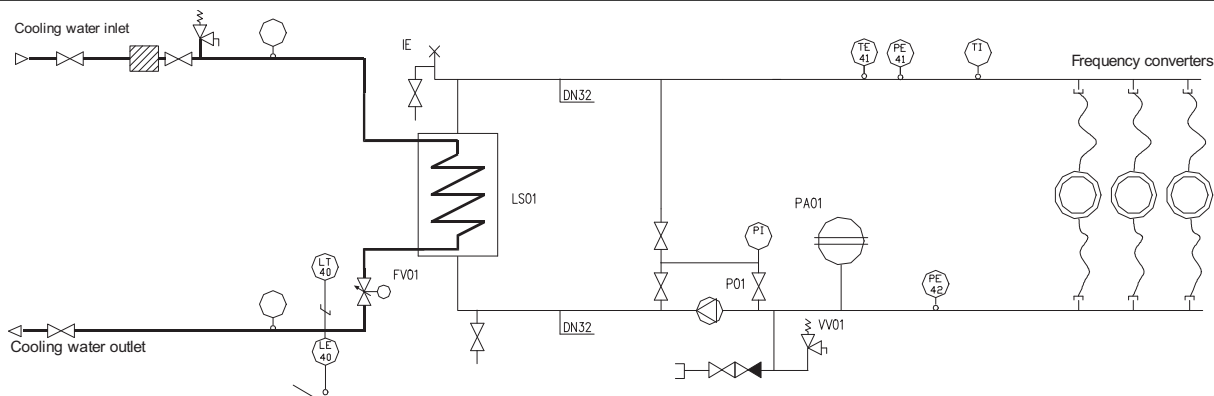 Cooling water inlet
IE
TE
41
PE
41
TI
Frequency converters
DN32
LS01
PA01
PI
LT
40
FV01
P01
PE
42
DN32
VV01
Cooling water outlet
LE
40